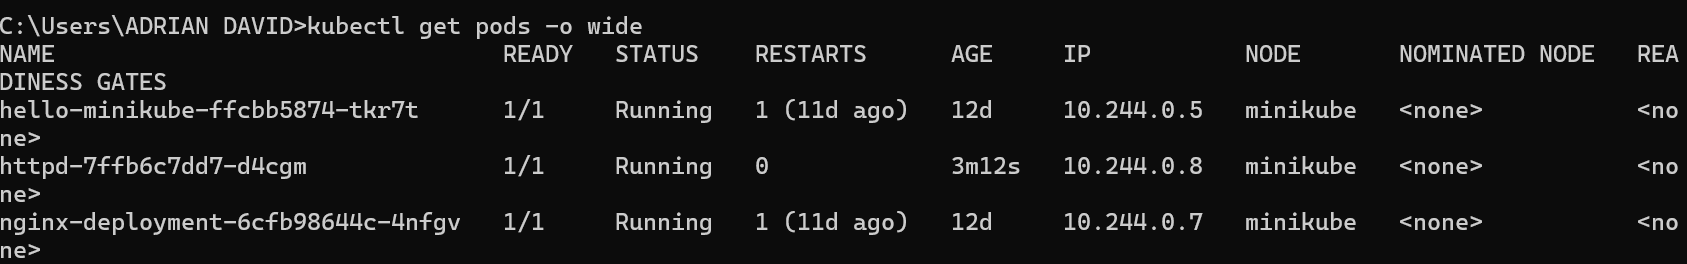 C:\Users\ADRIAN DAVID>kubectl get pods -o wide
NAME                                READY   STATUS    RESTARTS      AGE     IP           NODE       NOMINATED NODE   REA
DINESS GATES
hello-minikube-ffcbb5874-tkr7t      1/1     Running   1 (11d ago)   12d     10.244.0.5   minikube   <none>           <no
ne>
httpd-7ffb6c7dd7-d4cgm              1/1     Running   0             3m12s   10.244.0.8   minikube   <none>           <no
ne>
nginx-deployment-6cfb98644c-4nfgv   1/1     Running   1 (11d ago)   12d     10.244.0.7   minikube   <none>           <no
ne>